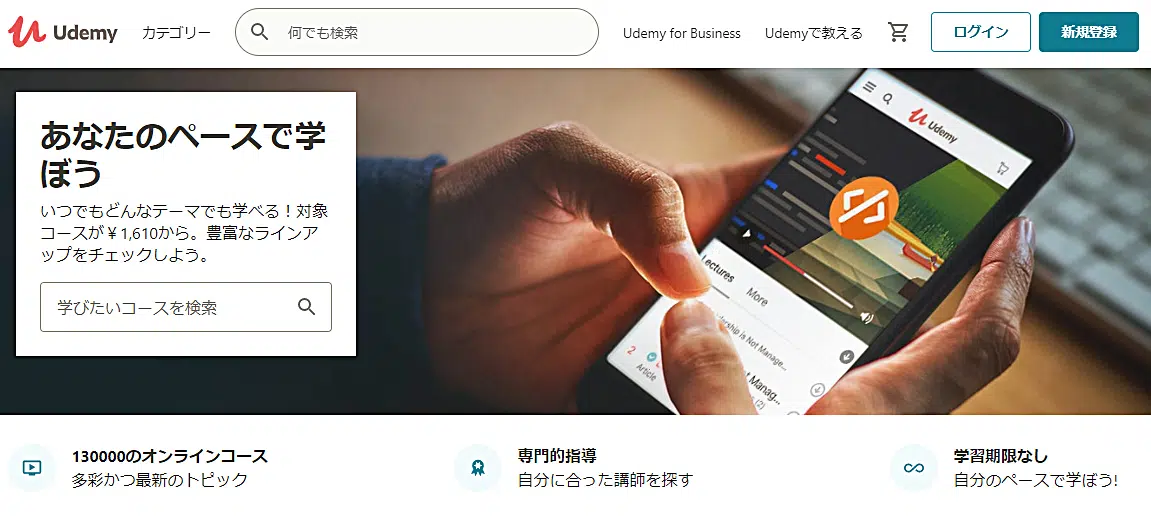 Udemy カテゴリー 何でも検索 Udemy for Business Udemyで教える ログイン 新規登録
あなたのペースで学
ぼう
いつでもどんなテーマでも学べる！対象
コースが￥1,610から。豊富なラインア
ップをチェックしよう。
学びたいコースを検索
Udemy
Lectures More
dership is Not Manage...
2
Article
t Manag...
(2)
130000のオンラインコース
多彩かつ最新のトピック
専門的指導
自分に合った講師を探す
学習期限なし
自分のペースで学ぼう!